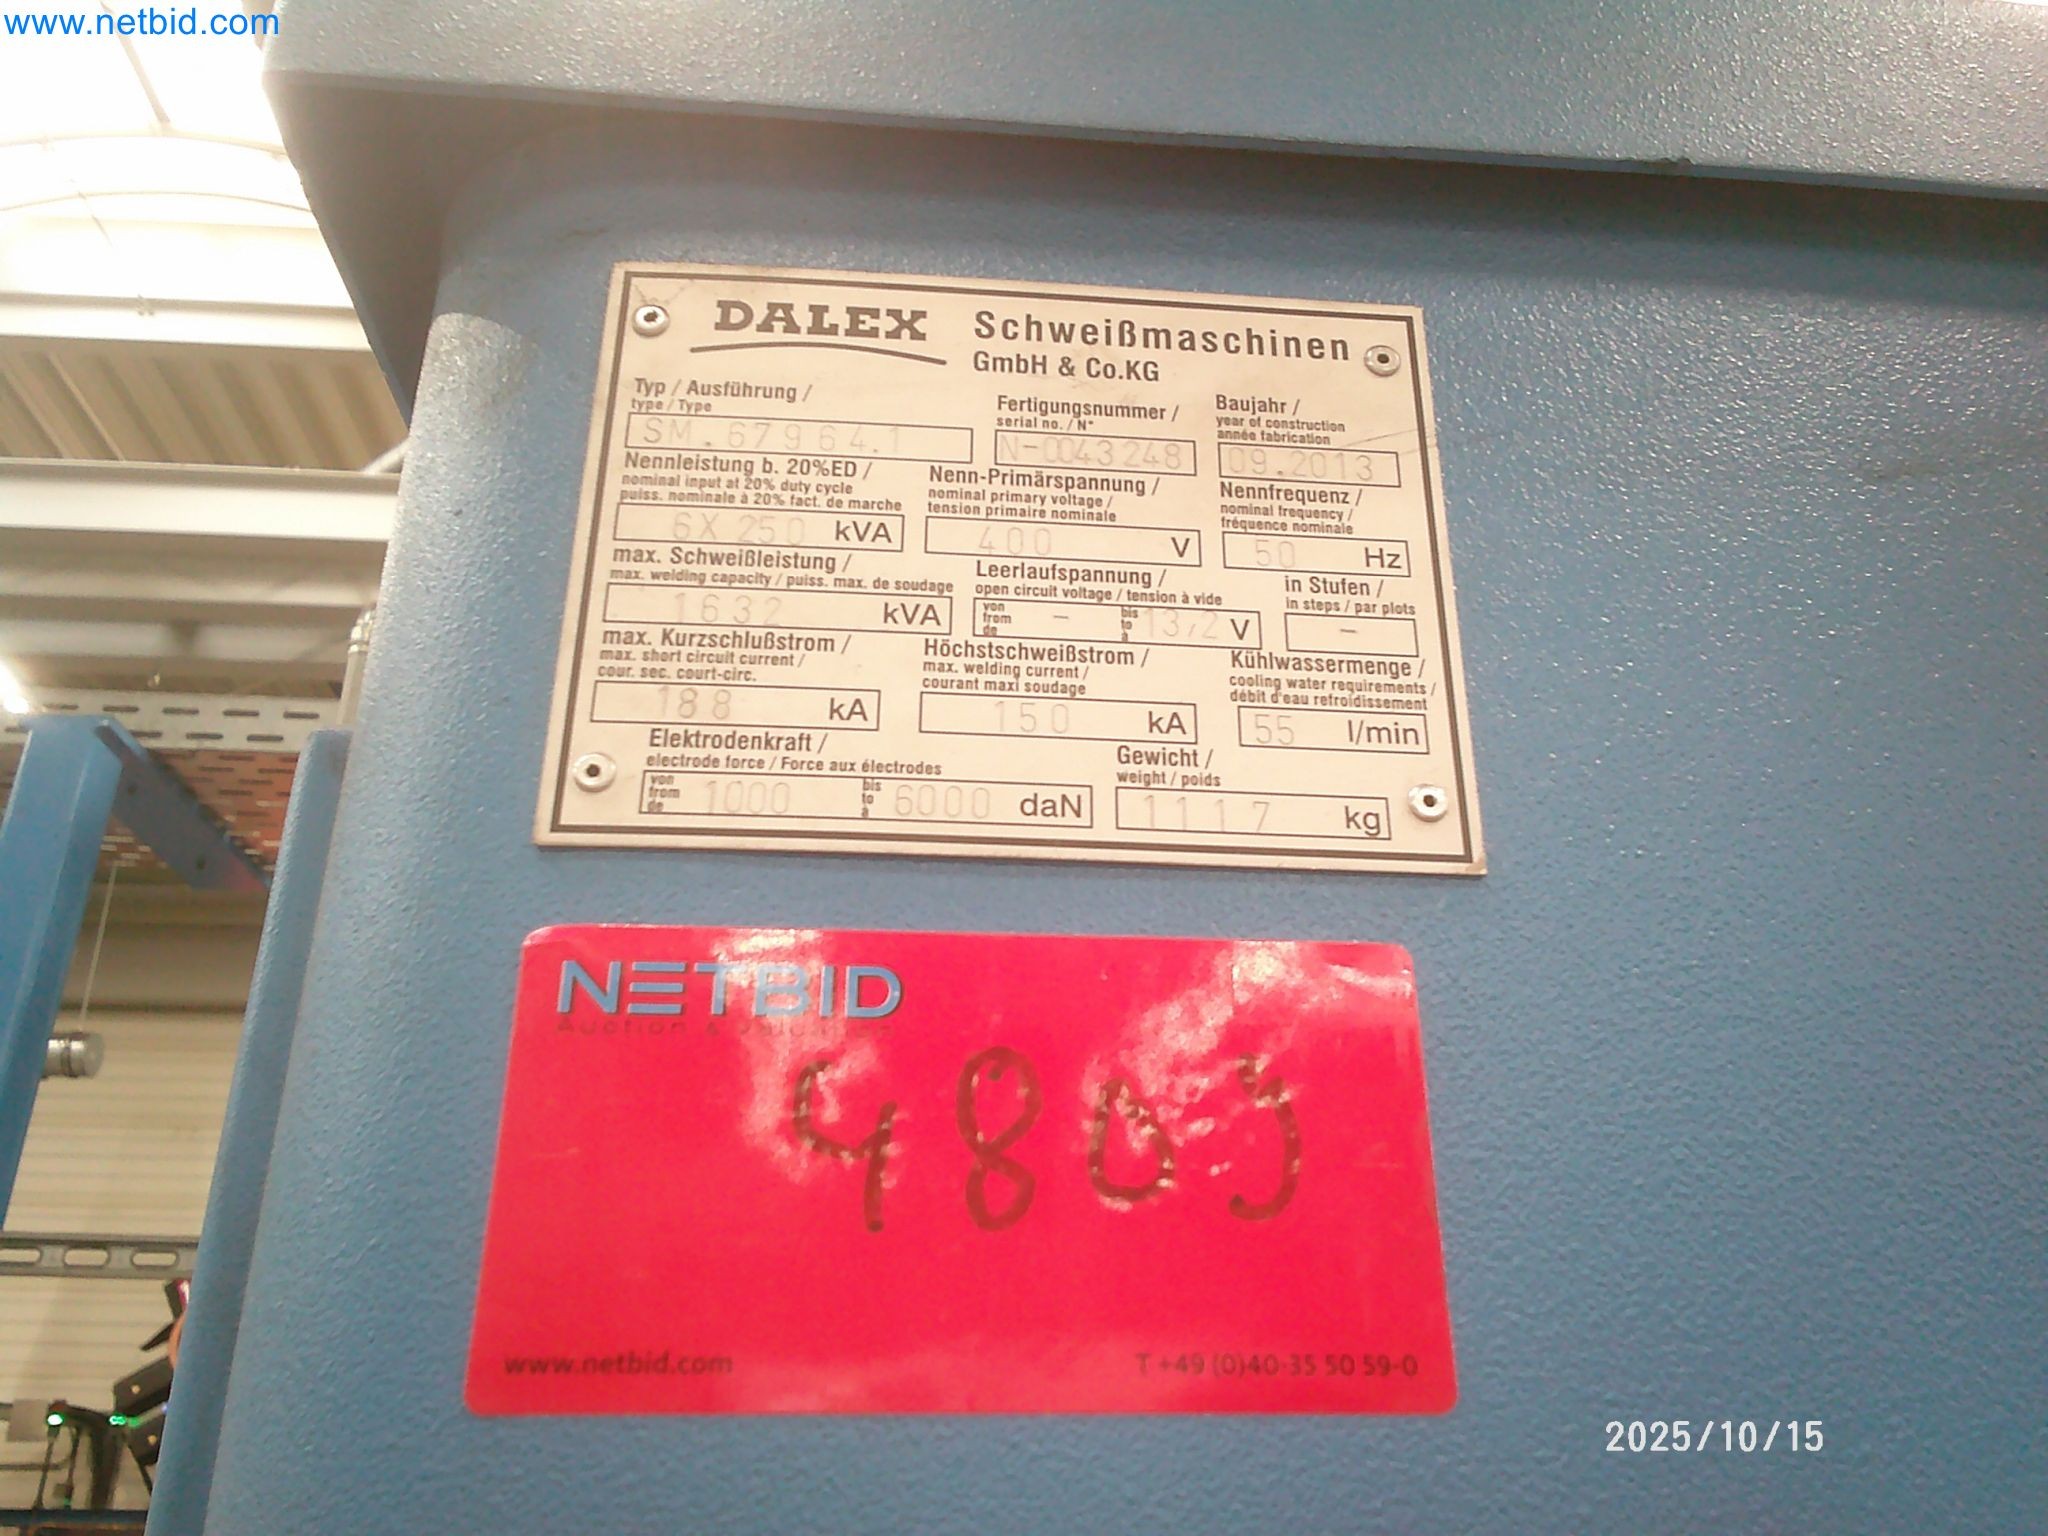 www.netbid.com
DALEX Schweißmaschinen
GmbH & Co.KG
Typ / Ausführung /
type / Type
SM.67964.1
Fertigungsnummer /
serial no. / N°
N-0043248
Baujahr /
year of construction
année fabrication
09.2013
Nennleistung b. 20%ED /
nominal input at 20% duty cycle
puiss. nominale à 20% fact. de marche
6X250 kVA
Nenn-Primärspannung /
nominal primary voltage /
tension primaire nominale
400 V
Nennfrequenz /
nominal frequency /
fréquence nominale
50 Hz
max. Schweißleistung /
max. welding capacity / puiss. max. de soudage
1632 kVA
Leerlaufspannung /
open circuit voltage / tension à vide
von
from
de
-
bis
to
à
13,2 V
in Stufen /
in steps / par plots
-
max. Kurzschlußstrom /
max. short circuit current /
cour. sec. court-circ.
188 kA
Höchstschweißstrom /
max. welding current /
courant maxi soudage
150 kA
Kühlwassermenge /
cooling water requirements /
débit d'eau refroidissement
55 l/min
Elektrodenkraft /
electrode force / Force aux électrodes
von
from
de
1000
bis
to
à
6000 daN
Gewicht /
weight / poids
1117 kg
NETBID
Auction & Valuation
4809
www.netbid.com T +49 (0)40-35 50 59-0
2025/10/15